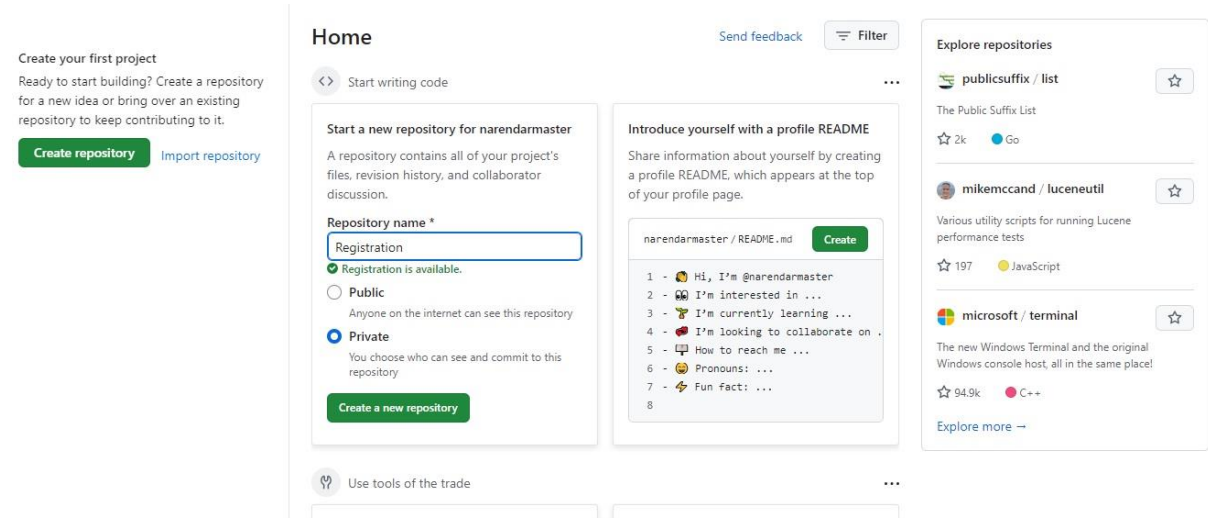 Create your first project
Ready to start building? Create a repository
for a new idea or bring over an existing
repository to keep contributing to it.
Create repository
Import repository
Home
Send feedback
Filter
<> Start writing code
...
Start a new repository for narendarmaster
A repository contains all of your project's
files, revision history, and collaborator
discussion.
Repository name *
Registration
Registration is available.
Public
Anyone on the internet can see this repository
Private
You choose who can see and commit to this
repository
Create a new repository
Introduce yourself with a profile README
Share information about yourself by creating
a profile README, which appears at the top
of your profile page.
narendarmaster / README.md
Create
1 - 👋 Hi, I'm @narendarmaster
2 - 👀 I'm interested in ...
3 - 🌱 I'm currently learning ...
4 - 💞️ I'm looking to collaborate on .
5 - 📫 How to reach me ...
6 - 😄 Pronouns: ...
7 - ⚡ Fun fact: ...
8
Use tools of the trade
...
Explore repositories
publicsuffix / list
The Public Suffix List
2k Go
mikemccand / luceneutil
Various utility scripts for running Lucene
performance tests
197 JavaScript
microsoft / terminal
The new Windows Terminal and the original
Windows console host, all in the same place!
94.9k C++
Explore more →